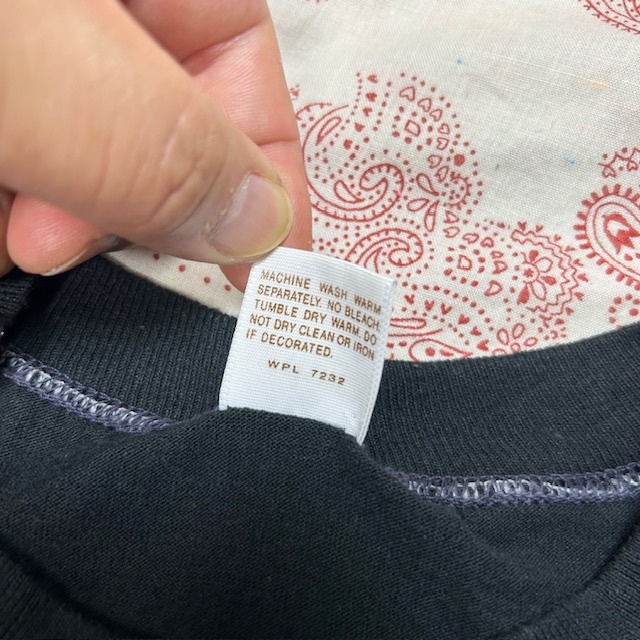 MACHINE WASH WARM
SEPARATELY. NO BLEACH.
TUMBLE DRY WARM. DO
NOT DRY CLEAN OR IRON
IF DECORATED.
WPL 7232